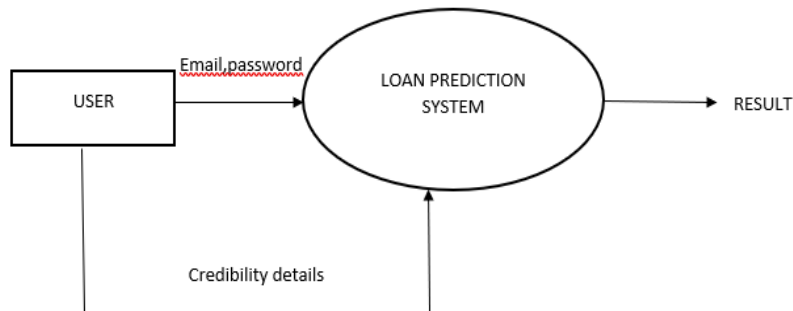 Email,password
USER
LOAN PREDICTION
SYSTEM
RESULT
Credibility details